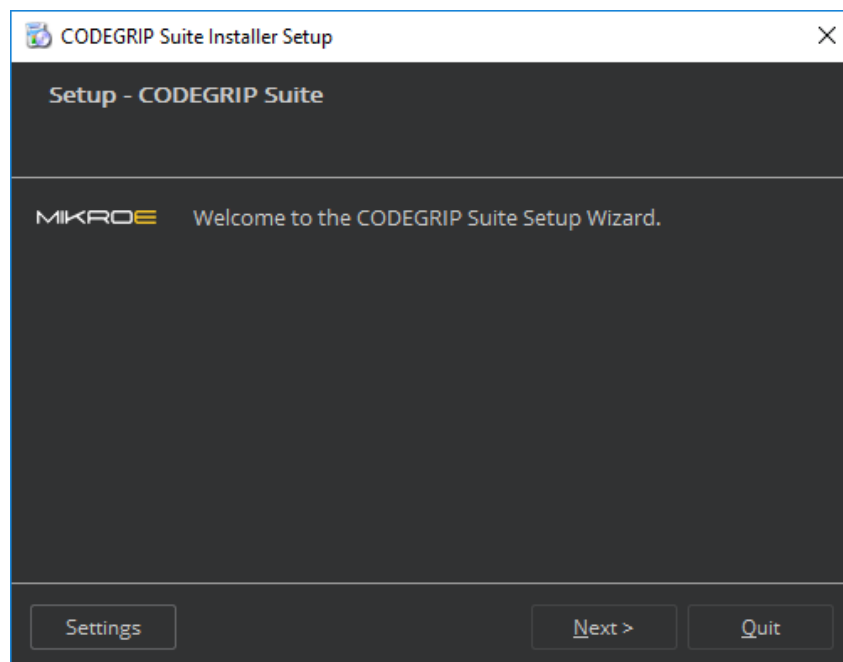 CODEGRIP Suite Installer Setup
Setup - CODEGRIP Suite
MIKROE Welcome to the CODEGRIP Suite Setup Wizard.
Settings Next > Quit